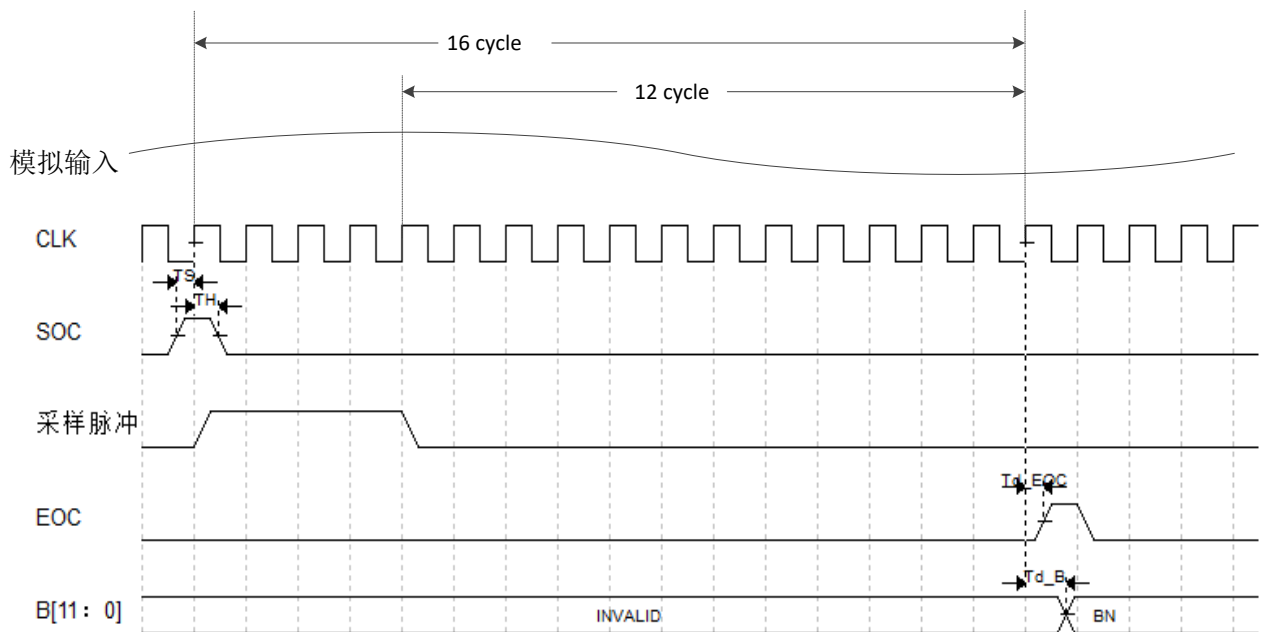 16 cycle
12 cycle
模拟输入
CLK
TS
TH
SOC
采样脉冲
Td_EOC
EOC
Td_B
B[11：0]
INVALID
BN